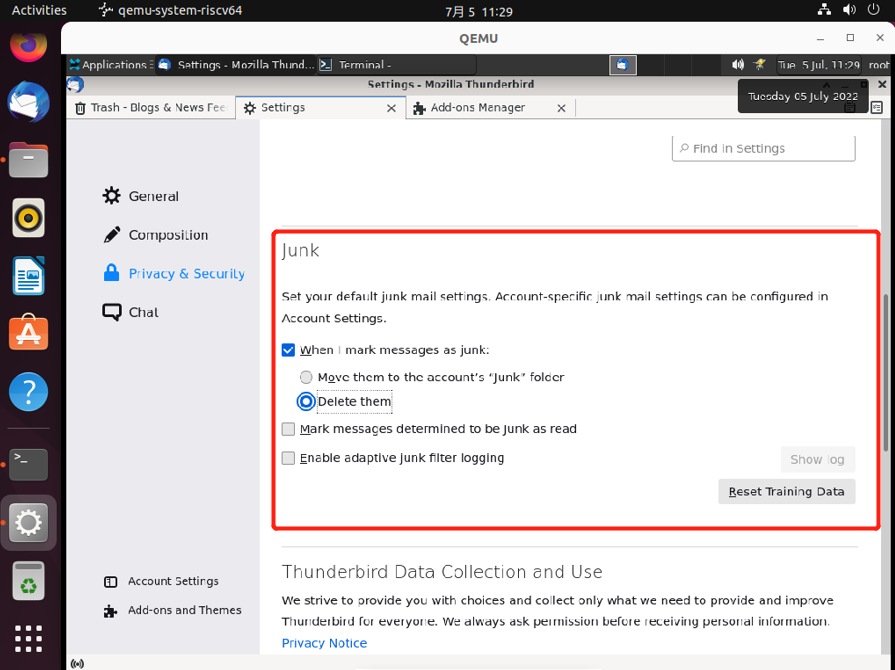 Activities qemu-system-riscv64 7月 5 11:29
QEMU
Applications Settings - Mozilla Thund... Terminal - Tue 5 Jul, 11:29 root
Settings - Mozilla Thunderbird
Trash - Blogs & News Fee Settings Add-ons Manager
Tuesday 05 July 2022
Find in Settings
General
Composition
Privacy & Security
Chat
Junk
Set your default junk mail settings. Account-specific junk mail settings can be configured in
Account Settings.
When I mark messages as junk:
Move them to the account's “Junk” folder
Delete them
Mark messages determined to be Junk as read
Enable adaptive junk filter logging
Show log
Reset Training Data
Account Settings
Add-ons and Themes
Thunderbird Data Collection and Use
We strive to provide you with choices and collect only what we need to provide and improve
Thunderbird for everyone. We always ask permission before receiving personal information.
Privacy Notice